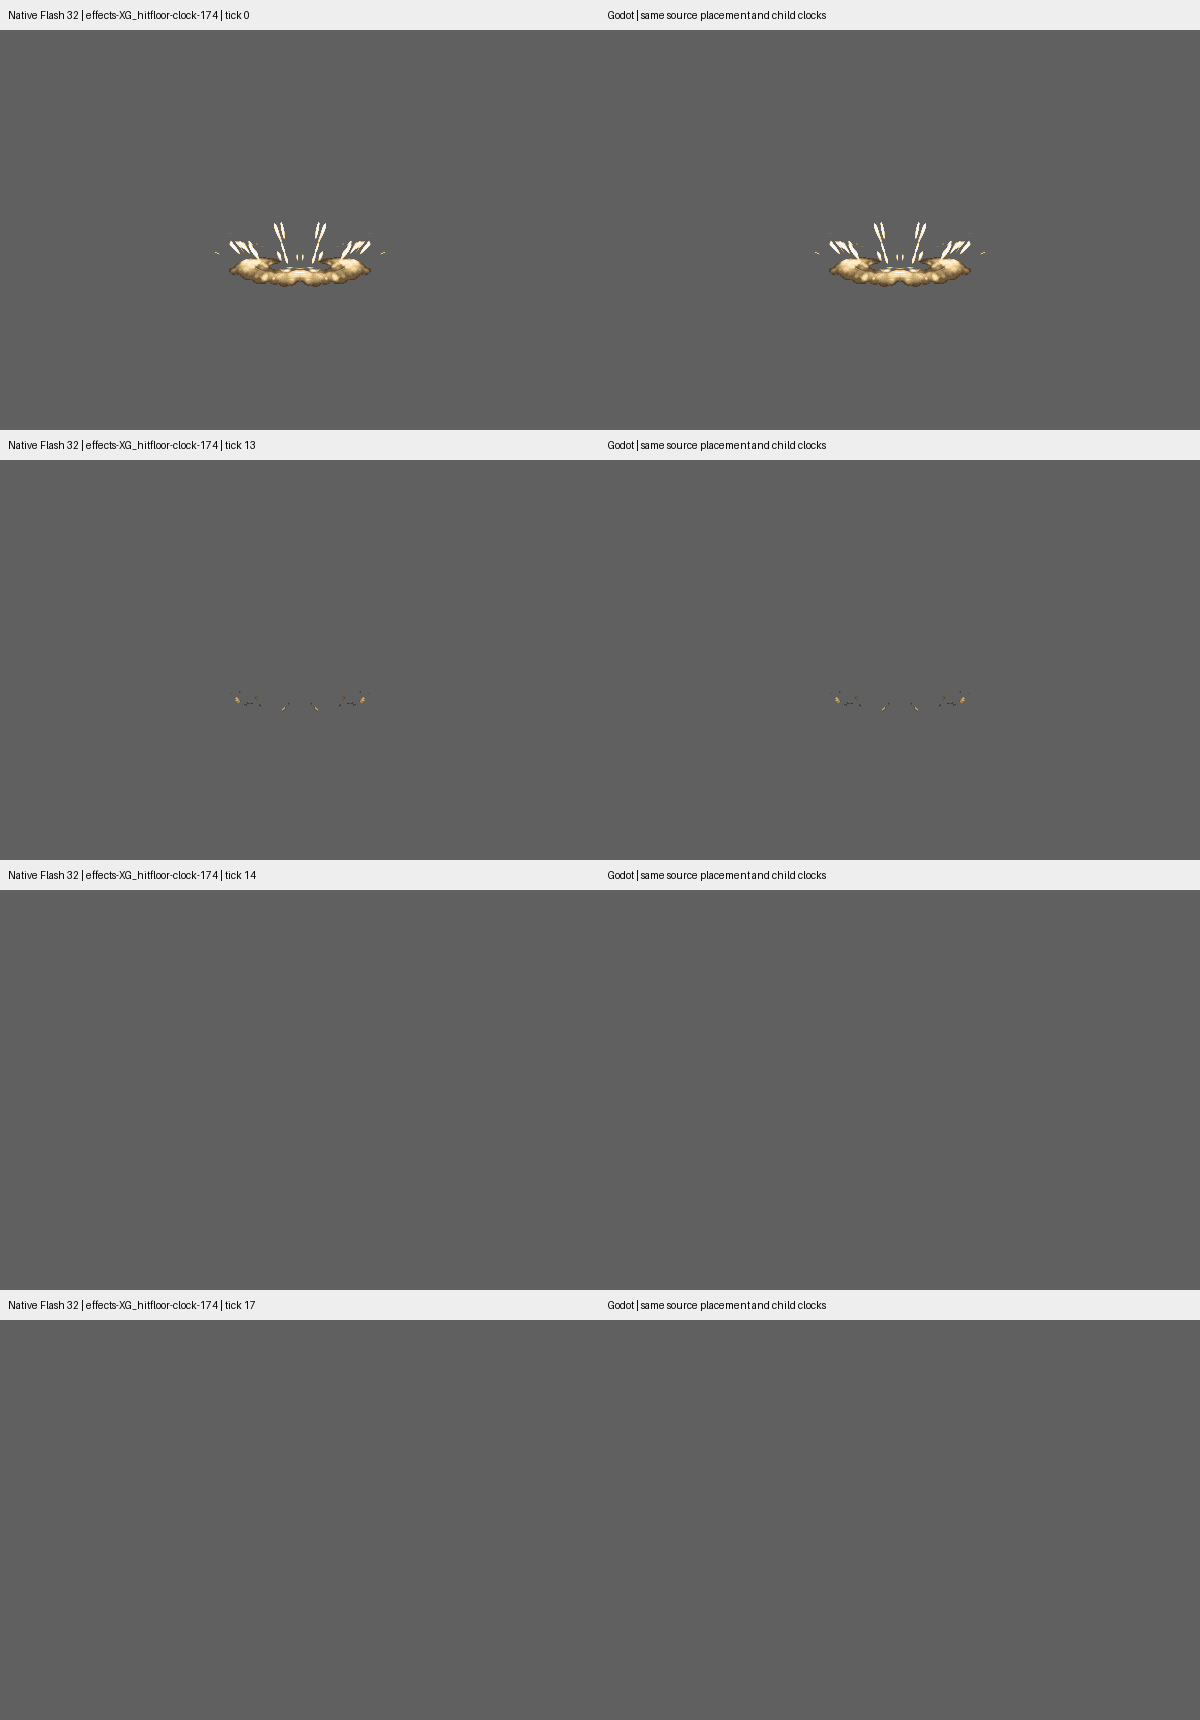 Native Flash 32 | effects-XG_hitfloor-clock-174 | tick 0
Godot | same source placement and child clocks
Native Flash 32 | effects-XG_hitfloor-clock-174 | tick 13
Godot | same source placement and child clocks
Native Flash 32 | effects-XG_hitfloor-clock-174 | tick 14
Godot | same source placement and child clocks
Native Flash 32 | effects-XG_hitfloor-clock-174 | tick 17
Godot | same source placement and child clocks